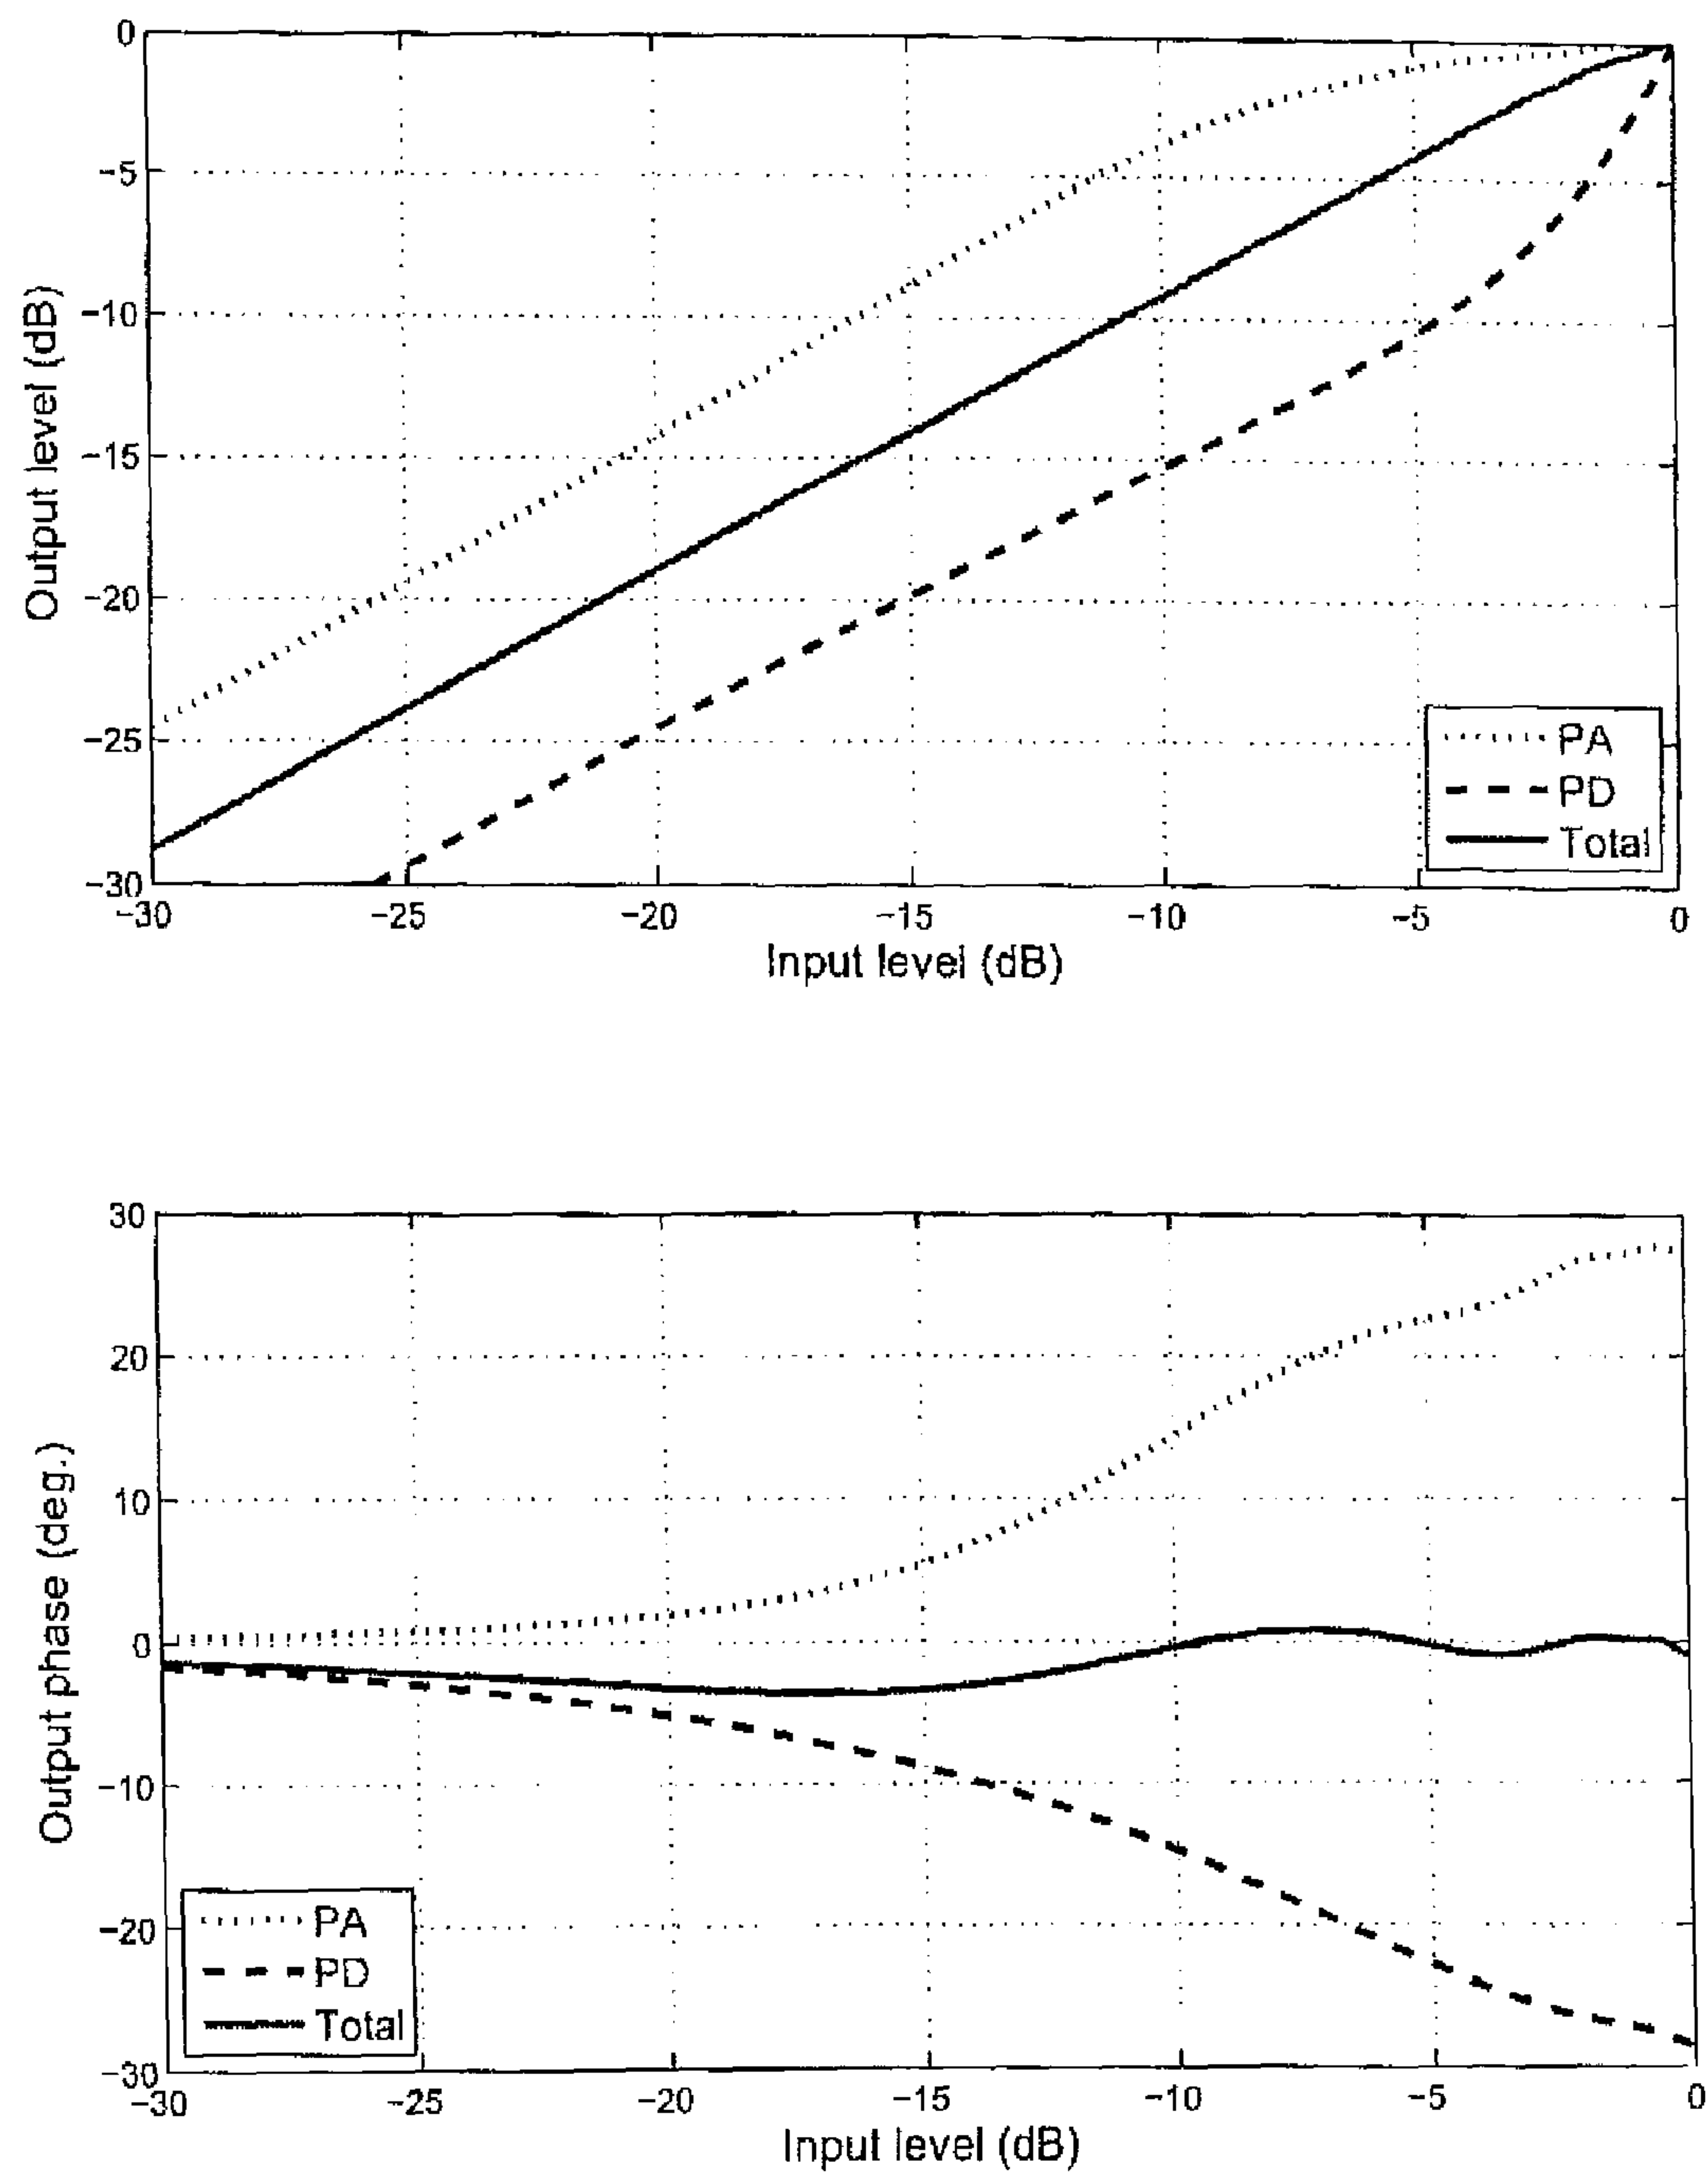 0
−5
−10
−15
−20
−25
−30
Output level (dB)
−30 −25 −20 −15 −10 −5 0
Input level (dB)
PA
PD
Total
30
20
10
0
−10
−20
−30
Output phase (deg.)
−30 −25 −20 −15 −10 −5 0
Input level (dB)
PA
PD
Total